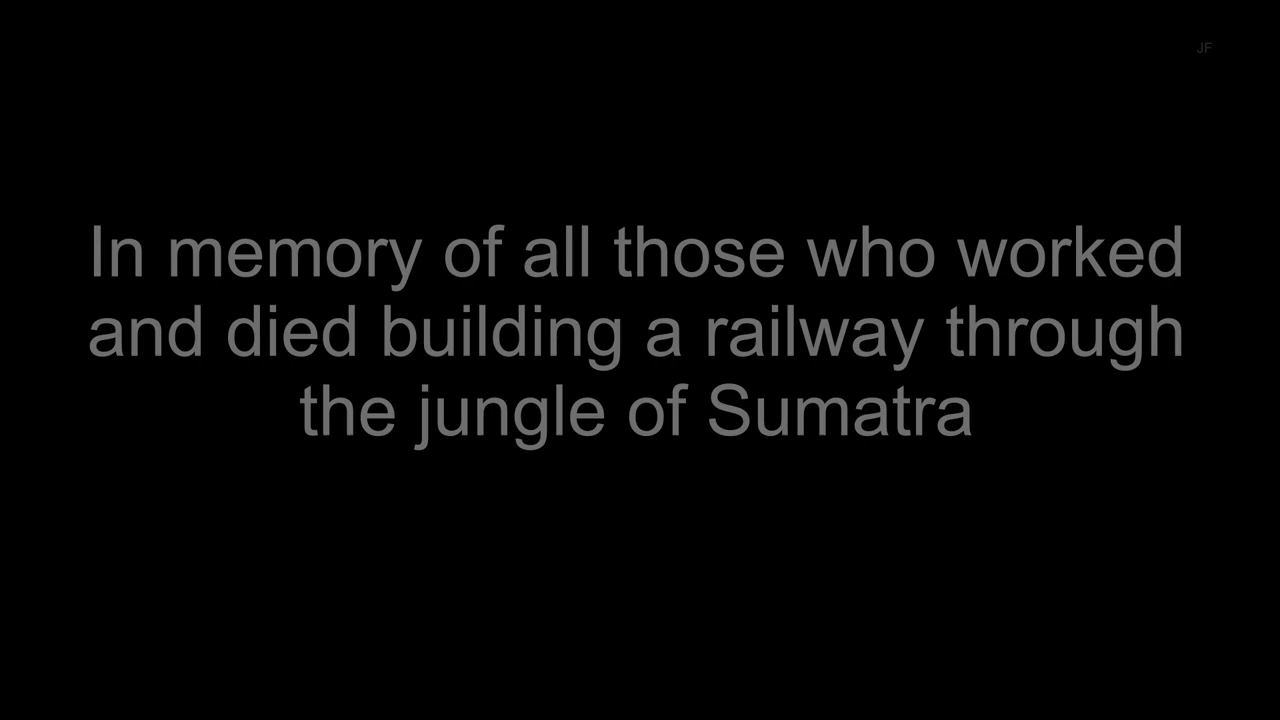 JF
In memory of all those who worked
and died building a railway through
the jungle of Sumatra